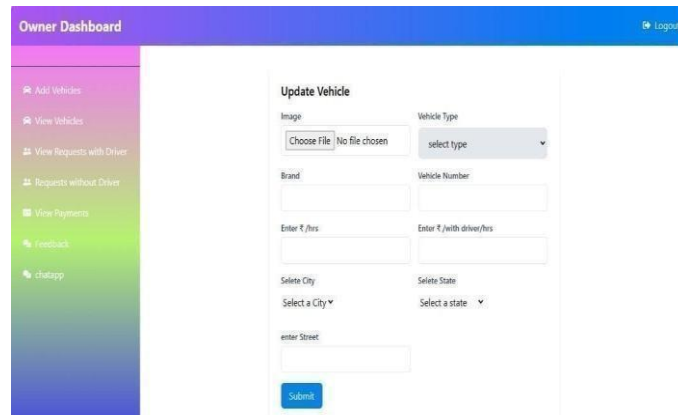 Owner Dashboard
Logout
Add Vehicles
View Vehicles
View Requests with Driver
Requests without Driver
View Payments
Feedback
chatapp
Update Vehicle
Image
Vehicle Type
Choose File No file chosen
select type
Brand
Vehicle Number
Enter ₹ /hrs
Enter ₹ /with driver/hrs
Selete City
Selete State
Select a City
Select a state
enter Street
Submit